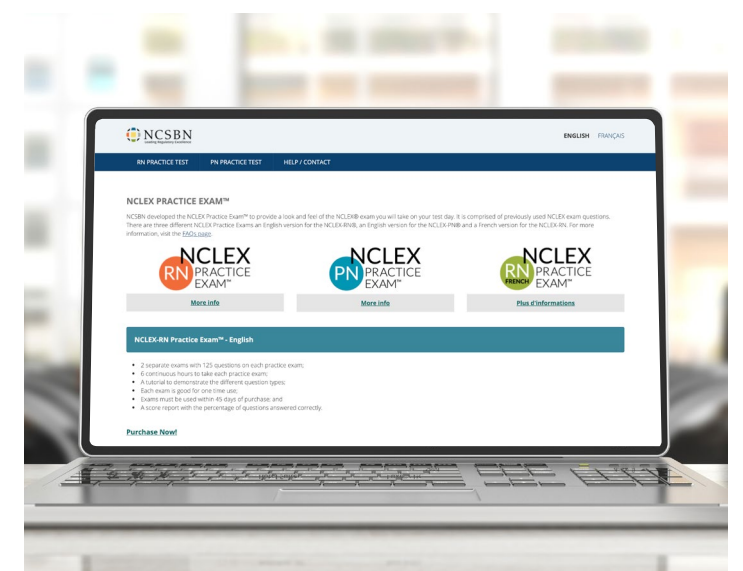 NCSBN
Leading Regulatory Excellence
ENGLISH FRANÇAIS
RN PRACTICE TEST PN PRACTICE TEST HELP / CONTACT
NCLEX PRACTICE EXAM™
NCSBN developed the NCLEX Practice Exam™ to provide a look and feel of the NCLEX® exam you will take on your test day. It is comprised of previously used NCLEX exam questions.
There are three different NCLEX Practice Exams an English version for the NCLEX-RN®, an English version for the NCLEX-PN® and a French version for the NCLEX-RN. For more
information, visit the FAQs page.
RN NCLEX
PRACTICE
EXAM™
PN NCLEX
PRACTICE
EXAM™
RN FRENCH NCLEX
PRACTICE
EXAM™
More info
More info
Plus d'informations
NCLEX-RN Practice Exam™ - English
• 2 separate exams with 125 questions on each practice exam;
• 6 continuous hours to take each practice exam;
• A tutorial to demonstrate the different question types;
• Each exam is good for one time use;
• Exams must be used within 45 days of purchase; and
• A score report with the percentage of questions answered correctly.
Purchase Now!